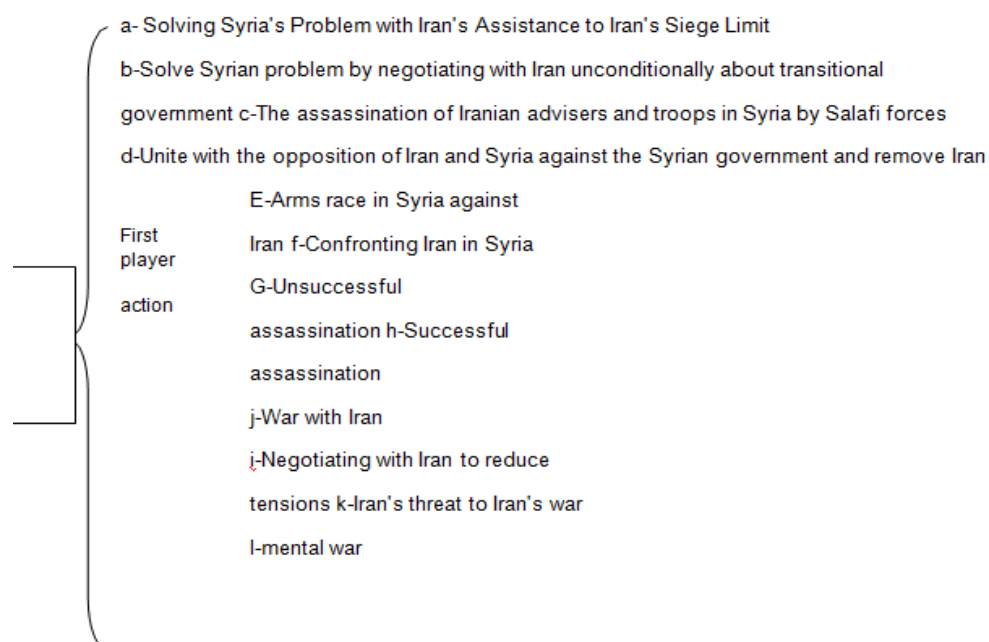 a- Solving Syria's Problem with Iran's Assistance to Iran's Siege Limit
b-Solve Syrian problem by negotiating with Iran unconditionally about transitional
government c-The assassination of Iranian advisers and troops in Syria by Salafi forces
d-Unite with the opposition of Iran and Syria against the Syrian government and remove Iran
E-Arms race in Syria against
First
player
action
Iran f-Confronting Iran in Syria
G-Unsuccessful
assassination h-Successful
assassination
j-War with Iran
j-Negotiating with Iran to reduce
tensions k-Iran's threat to Iran's war
l-mental war